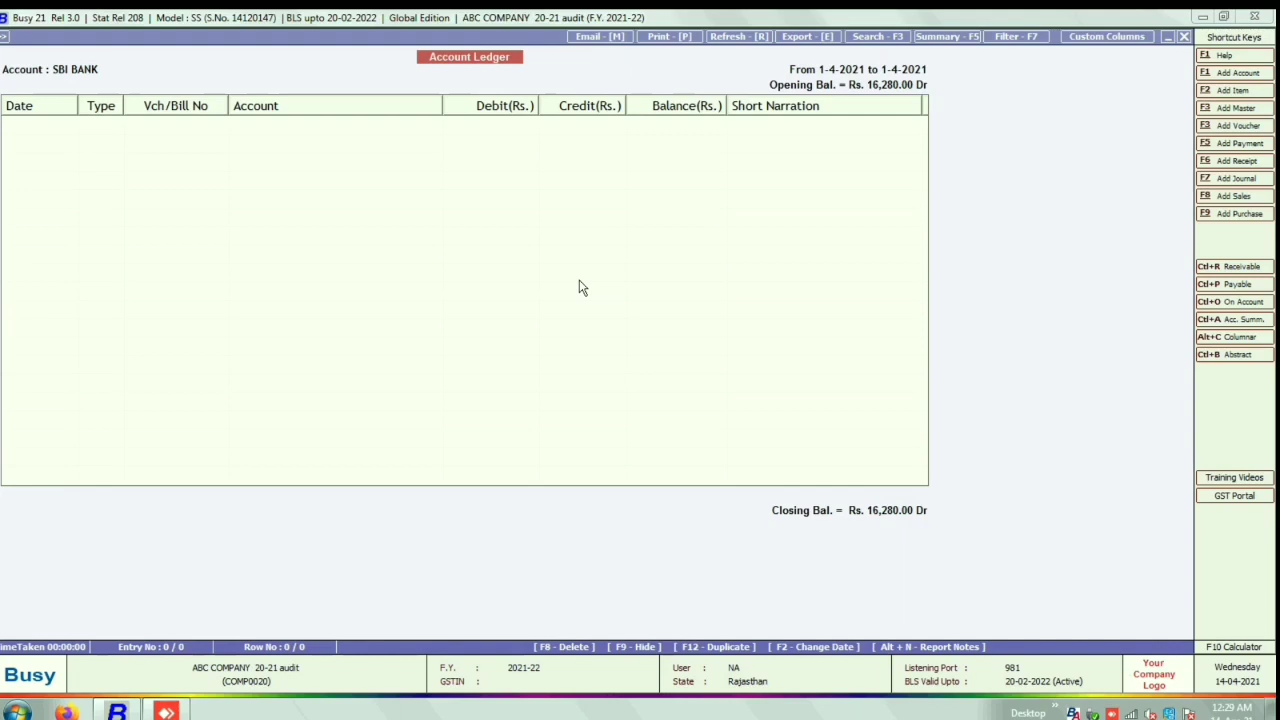 Busy 21 Rel 3.0 | Stat Rel 208 | Model : SS (S.No. 14120147) | BLS upto 20-02-2022 | Global Edition | ABC COMPANY 20-21 audit (F.Y. 2021-22)
>> Email - [M] Print - [P] Refresh - [R] Export - [E] Search - F3 Summary - F5 Filter - F7 Custom Columns Shortcut Keys
Account Ledger
Account : SBI BANK
From 1-4-2021 to 1-4-2021
Opening Bal. = Rs. 16,280.00 Dr
Date Type Vch/Bill No Account Debit(Rs.) Credit(Rs.) Balance(Rs.) Short Narration
Closing Bal. = Rs. 16,280.00 Dr
F1 Help
F1 Add Account
F2 Add Item
F3 Add Master
F3 Add Voucher
F5 Add Payment
F6 Add Receipt
F7 Add Journal
F8 Add Sales
F9 Add Purchase
Ctl+R Receivable
Ctl+P Payable
Ctl+O On Account
Ctl+A Acc. Summ.
Alt+C Columnar
Ctl+B Abstract
Training Videos
GST Portal
imeTaken 00:00:00 Entry No : 0 / 0 Row No : 0 / 0 [ F8 - Delete ] [ F9 - Hide ] [ F12 - Duplicate ] [ F2 - Change Date ] [ Alt + N - Report Notes ] F10 Calculator
Busy
ABC COMPANY 20-21 audit
(COMP0020)
F.Y. : 2021-22
GSTIN :
User : NA
State : Rajasthan
Listening Port : 981
BLS Valid Upto : 20-02-2022 (Active)
Your
Company
Logo
Wednesday
14-04-2021
Desktop >> 12:29 AM